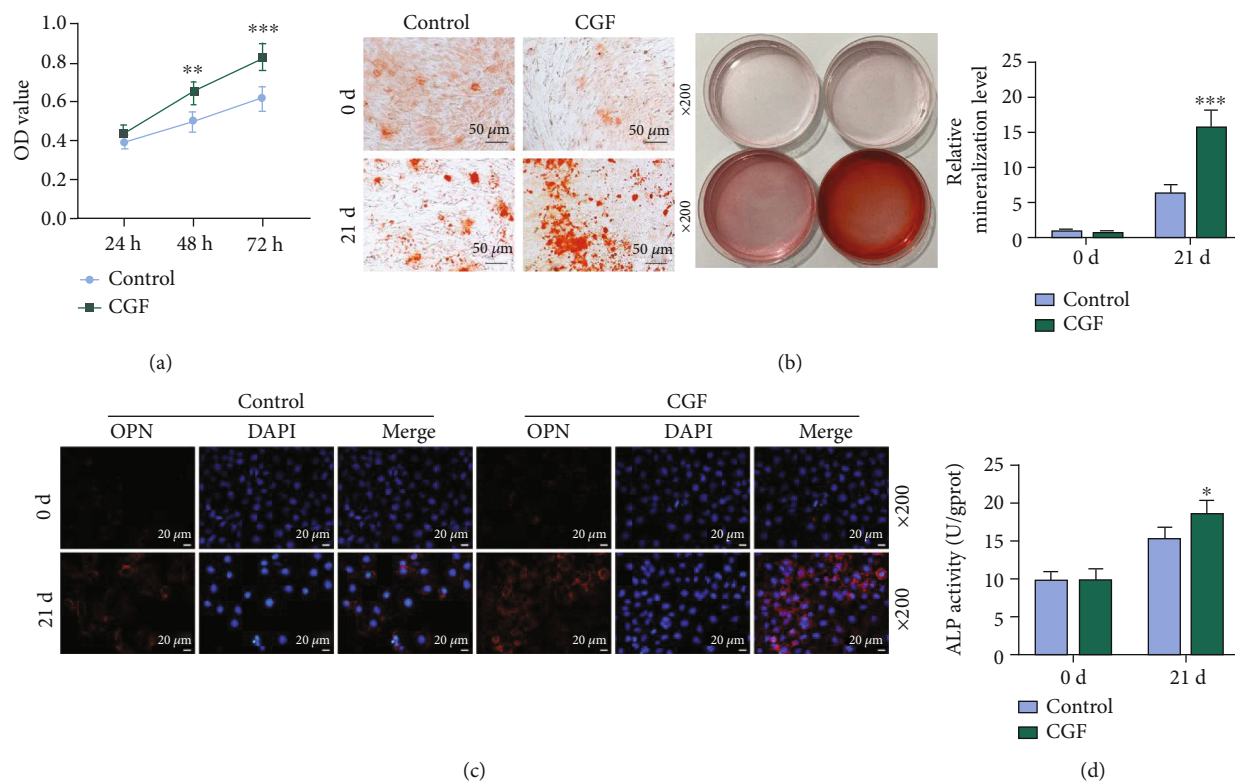 1.0
0.8
0.6
0.4
0.2
0.0
OD value
**
***
24 h
48 h
72 h
Control
CGF
(a)
Control
CGF
0 d
50 µm
50 µm
×200
21 d
50 µm
50 µm
×200
25
20
15
10
5
0
Relative
mineralization level
***
0 d
21 d
Control
CGF
(b)
Control
CGF
OPN
DAPI
Merge
OPN
DAPI
Merge
0 d
20 µm
20 µm
20 µm
20 µm
20 µm
20 µm
×200
21 d
20 µm
20 µm
20 µm
20 µm
20 µm
20 µm
×200
(c)
25
20
15
10
5
0
ALP activity (U/gprot)
*
0 d
21 d
Control
CGF
(d)